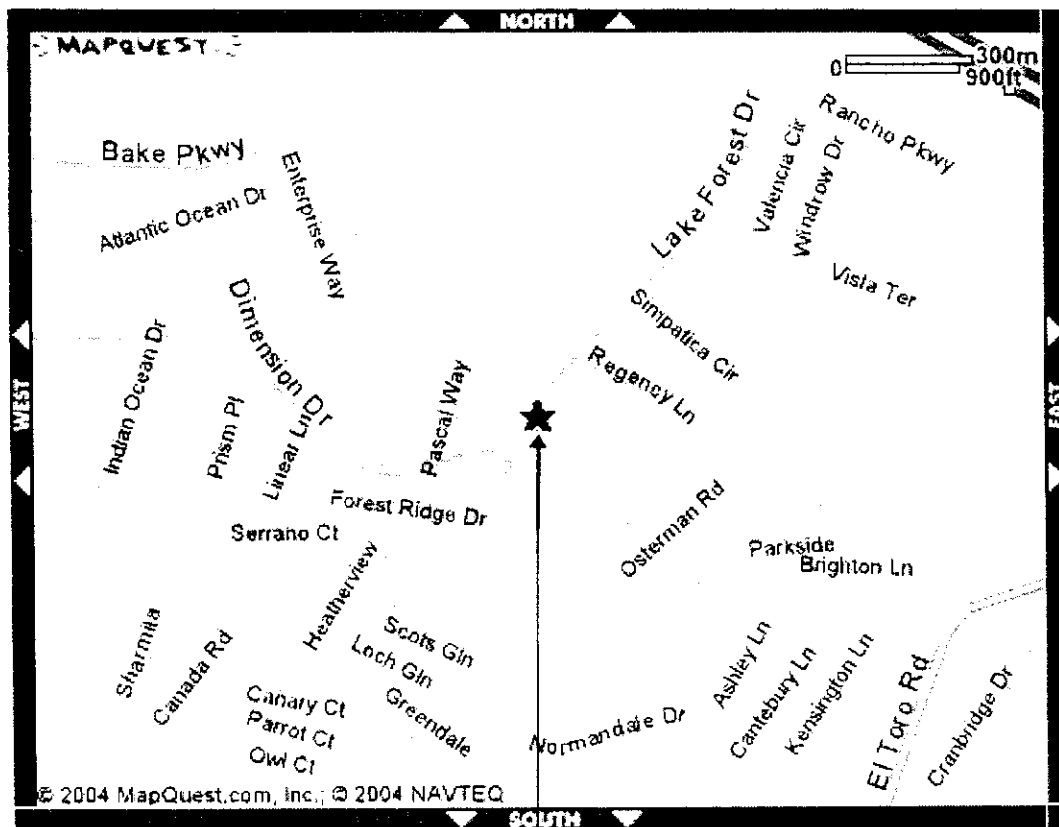 NORTH
MAPQUEST
0 300m
900ft
Rancho Pkwy
Lake Forest Dr
Valencia Cir
Windrow Dr
Bake Pkwy
Enterprise Way
Atlantic Ocean Dr
Vista Ter
Dimension Dr
Simpatica Cir
Indian Ocean Dr
Regency Ln
Pascal Way
WEST
EAST
Prism Pl
Linear Ln
Forest Ridge Dr
Serrano Ct
Osterman Rd
Parkside
Brighton Ln
Heatherview
Scots Gln
Loch Gln
Sharmila
Canada Rd
Ashley Ln
Cantebury Ln
Kensington Ln
El Toro Rd
Cranbridge Dr
Canary Ct
Parrot Ct
Owl Ct
Greendale
Normandale Dr
© 2004 MapQuest.com, Inc.; © 2004 NAVTEQ
SOUTH